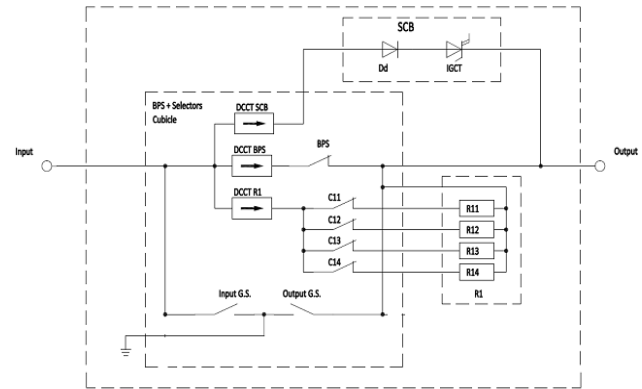 SCB
Dd
IGCT
BPS + Selectors
Cubicle
DCCT SCB
Input
DCCT BPS
BPS
Output
DCCT R1
C11
R11
C12
R12
C13
R13
C14
R14
R1
Input G.S.
Output G.S.